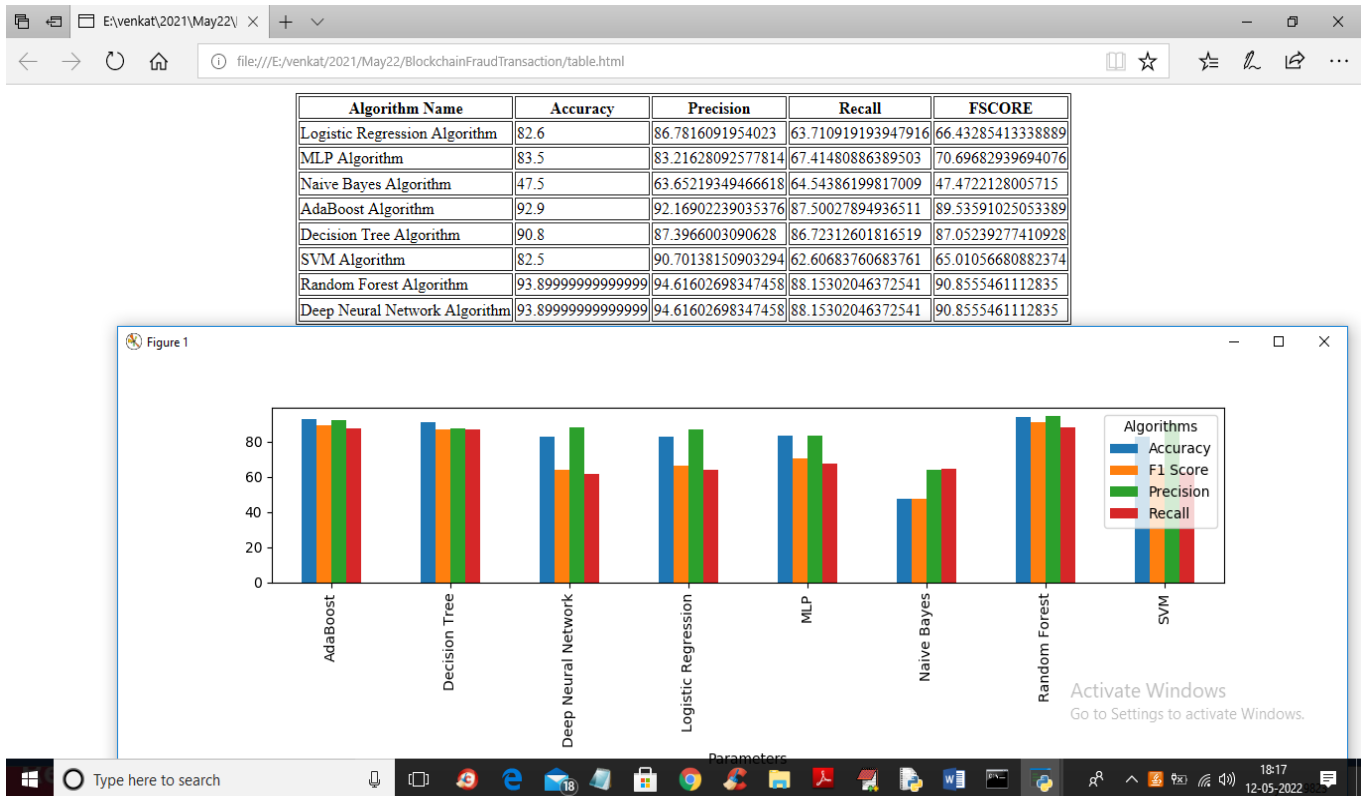 E:\venkat\2021\May22\
file:///E:/venkat/2021/May22/BlockchainFraudTransaction/table.html
Algorithm Name Accuracy Precision Recall FSCORE
Logistic Regression Algorithm 82.6 86.7816091954023 63.710919193947916 66.43285413338889
MLP Algorithm 83.5 83.21628092577814 67.41480886389503 70.69682939694076
Naive Bayes Algorithm 47.5 63.65219349466618 64.54386199817009 47.4722128005715
AdaBoost Algorithm 92.9 92.16902239035376 87.50027894936511 89.53591025053389
Decision Tree Algorithm 90.8 87.3966003090628 86.72312601816519 87.05239277410928
SVM Algorithm 82.5 90.70138150903294 62.60683760683761 65.01056680882374
Random Forest Algorithm 93.89999999999999 94.61602698347458 88.15302046372541 90.8555461112835
Deep Neural Network Algorithm 93.89999999999999 94.61602698347458 88.15302046372541 90.8555461112835
Figure 1
Algorithms
Accuracy
F1 Score
Precision
Recall
80
60
40
20
0
AdaBoost
Decision Tree
Deep Neural Network
Logistic Regression
MLP
Naive Bayes
Random Forest
SVM
Parameters
Activate Windows
Go to Settings to activate Windows.
Type here to search
18
18:17
12-05-2022